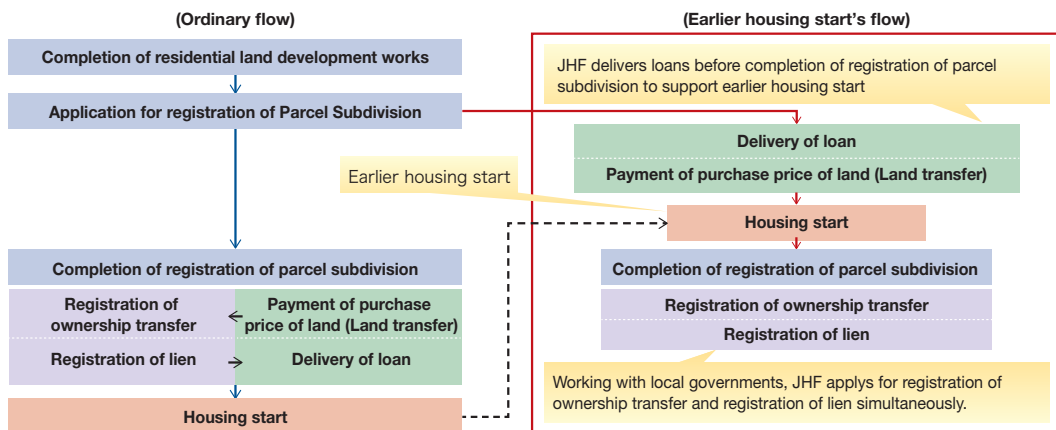 (Ordinary flow)
Completion of residential land development works
Application for registration of Parcel Subdivision
Completion of registration of parcel subdivision
Registration of
ownership transfer
Payment of purchase
price of land (Land transfer)
Registration of lien
Delivery of loan
Housing start
Earlier housing start
(Earlier housing start's flow)
JHF delivers loans before completion of registration of parcel
subdivision to support earlier housing start
Delivery of loan
Payment of purchase price of land (Land transfer)
Housing start
Completion of registration of parcel subdivision
Registration of ownership transfer
Registration of lien
Working with local governments, JHF applys for registration of
ownership transfer and registration of lien simultaneously.